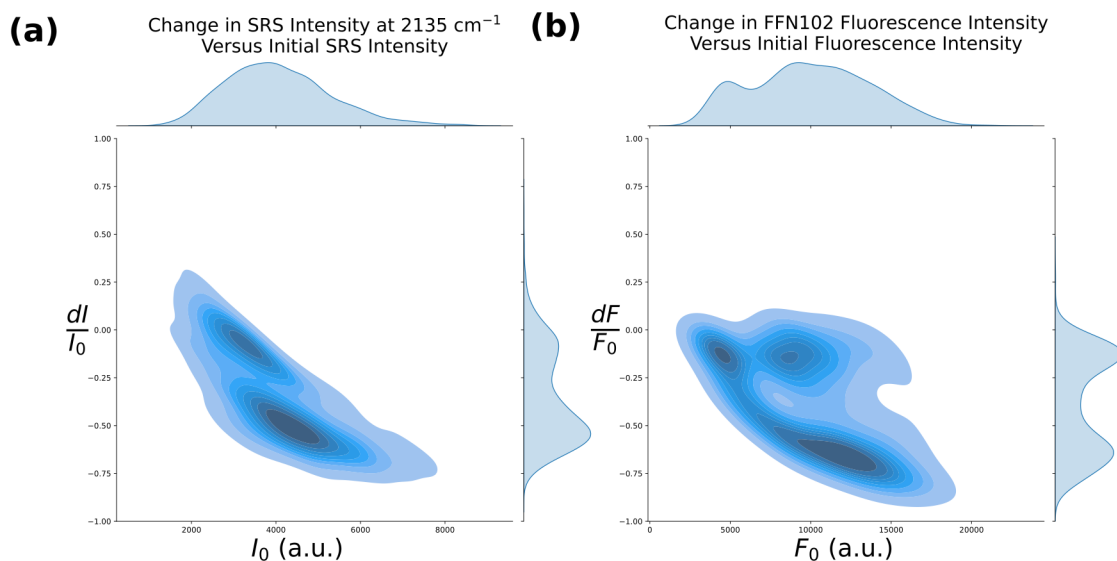 (a)
Change in SRS Intensity at 2135 cm⁻¹
Versus Initial SRS Intensity
1.00
0.75
0.50
0.25
0.00
−0.25
−0.50
−0.75
−1.00
dI
I₀
2000
4000
6000
8000
I₀ (a.u.)
(b)
Change in FFN102 Fluorescence Intensity
Versus Initial Fluorescence Intensity
1.00
0.75
0.50
0.25
0.00
−0.25
−0.50
−0.75
−1.00
dF
F₀
0
5000
10000
15000
20000
F₀ (a.u.)